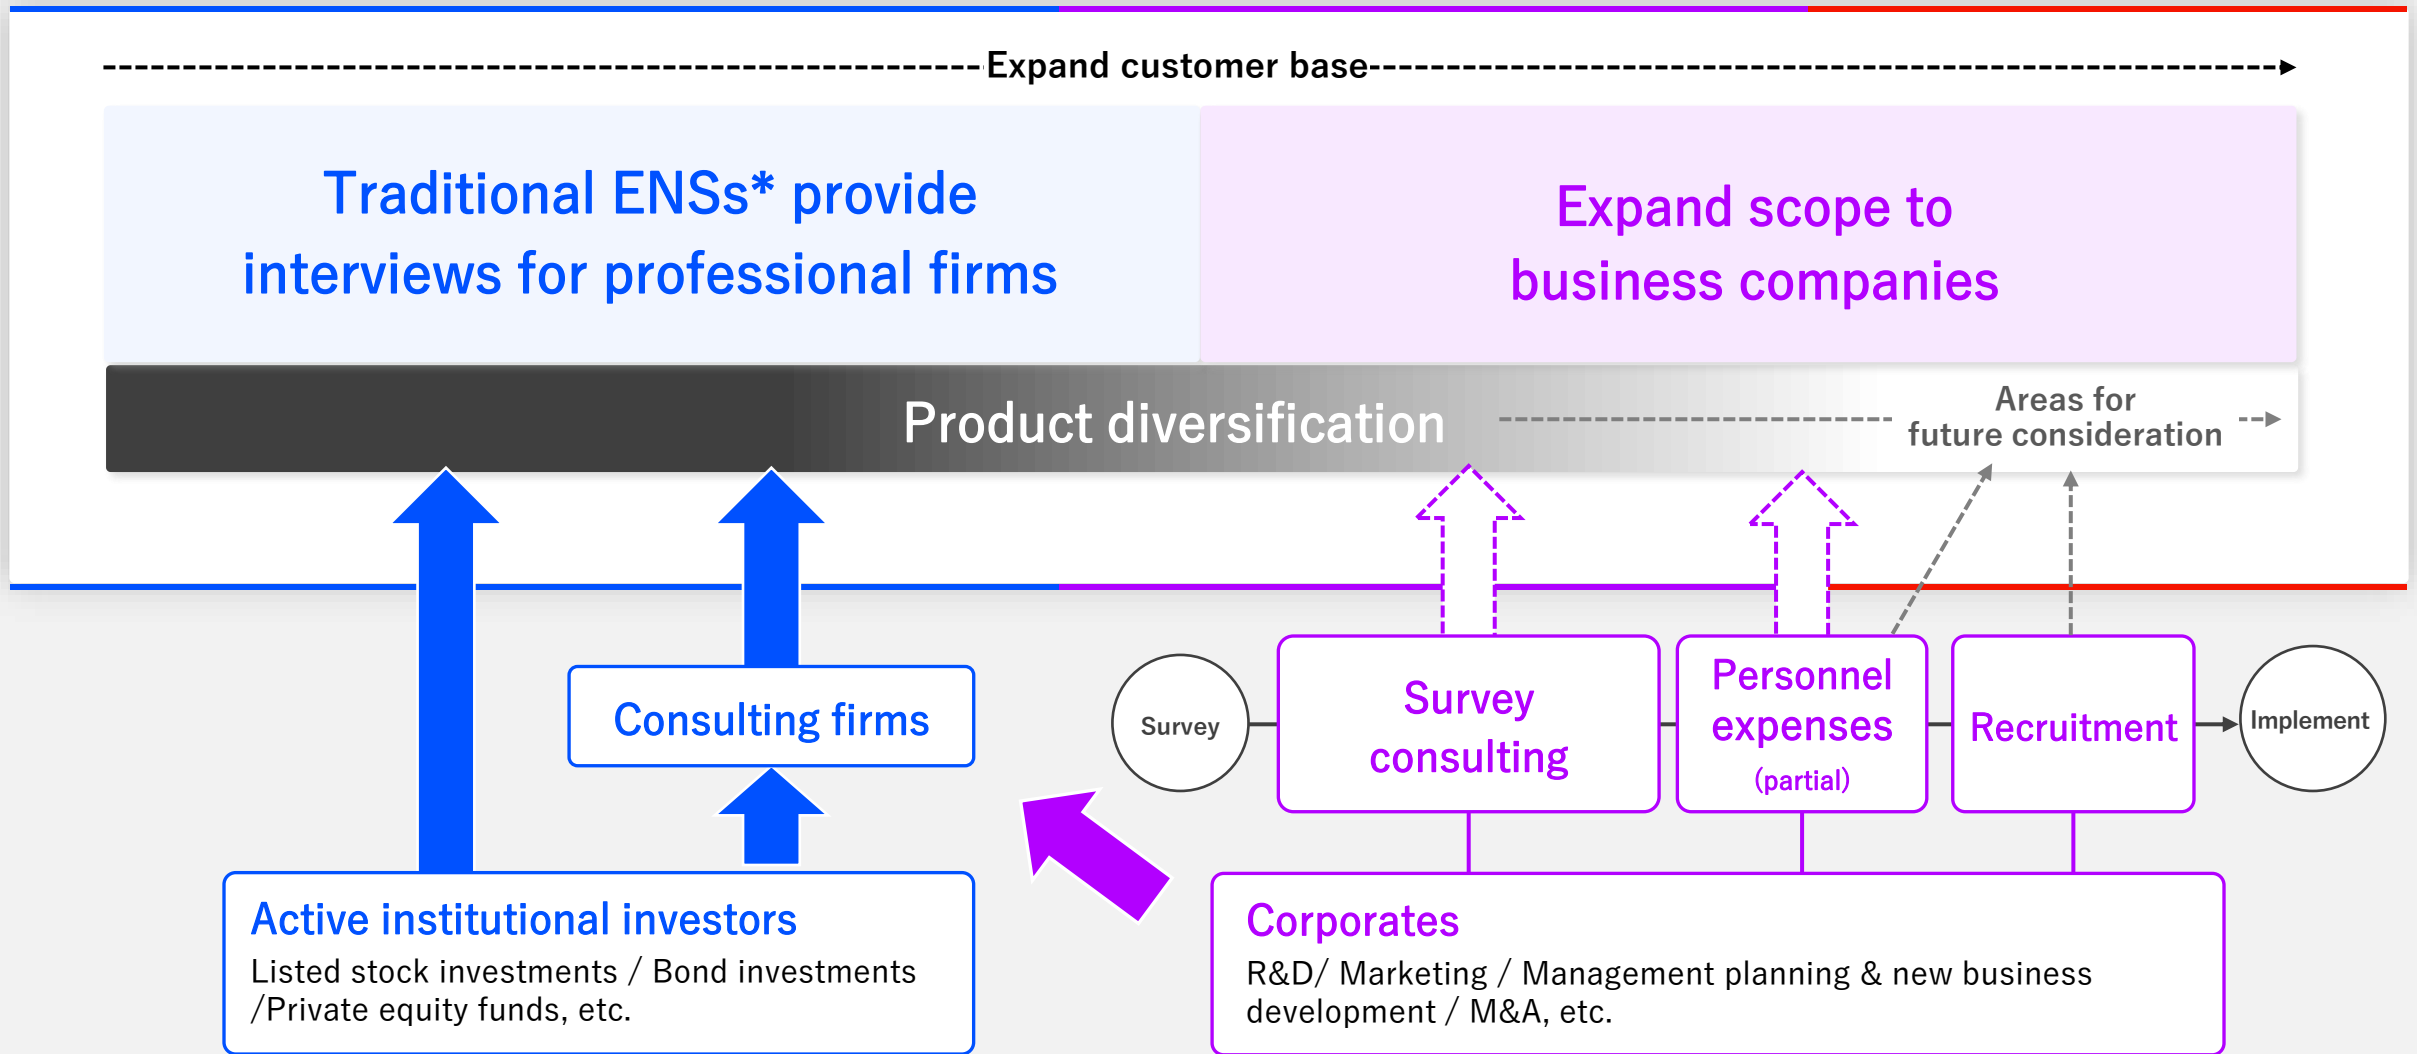 Expand customer base
Traditional ENSs* provide
interviews for professional firms
Expand scope to
business companies
Product diversification
Areas for
future consideration
Consulting firms
Survey
Survey
consulting
Personnel
expenses
(partial)
Recruitment
Implement
Active institutional investors
Listed stock investments / Bond investments
/Private equity funds, etc.
Corporates
R&D/ Marketing / Management planning & new business
development / M&A, etc.